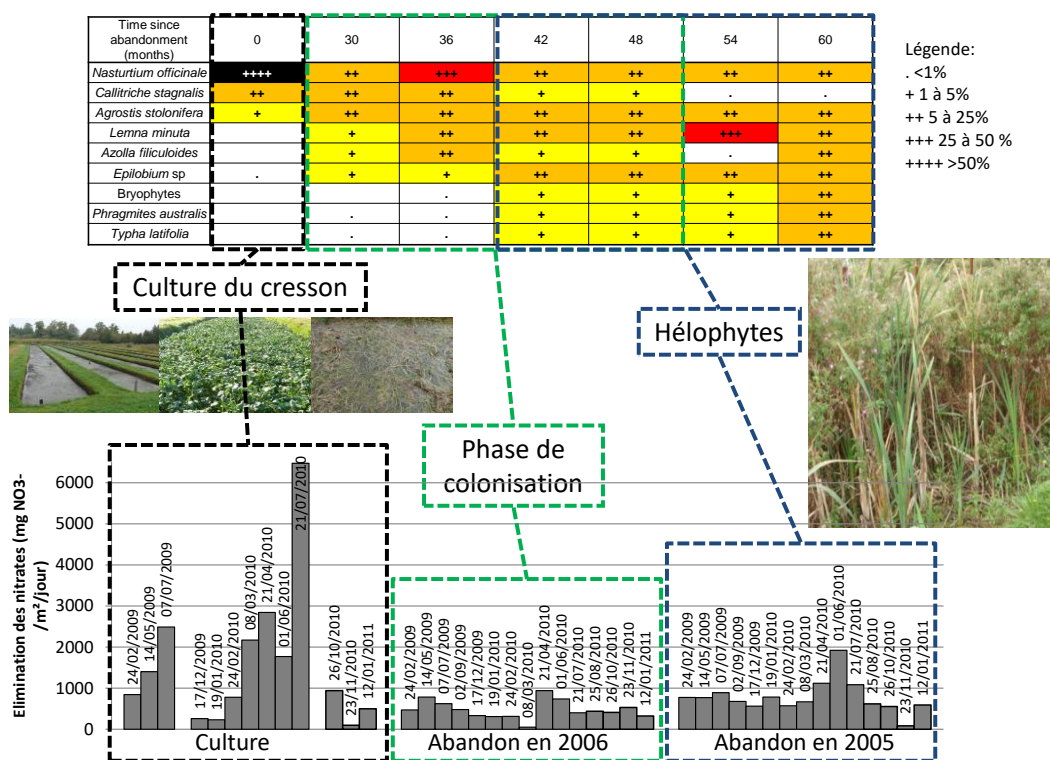 Time since
abandonment
(months) 0 30 36 42 48 54 60
Nasturtium officinale ++++ ++ +++ ++ ++ ++ ++
Callitriche stagnalis ++ ++ ++ + + . .
Agrostis stolonifera + ++ ++ ++ ++ ++ ++
Lemna minuta + ++ ++ ++ +++ ++
Azolla filiculoides + ++ + + . ++
Epilobium sp . + + ++ ++ ++ ++
Bryophytes . + + + ++
Phragmites australis . . + + + ++
Typha latifolia . . + + + ++
Légende:
. <1%
+ 1 à 5%
++ 5 à 25%
+++ 25 à 50 %
++++ >50%
Culture du cresson
Hélophytes
Phase de
colonisation
Elimination des nitrates (mg NO3-
/m²/jour)
6000
5000
4000
3000
2000
1000
0
24/02/2009
14/05/2009
07/07/2009
17/12/2009
19/01/2010
24/02/2010
08/03/2010
21/04/2010
01/06/2010
21/07/2010
26/10/2010
23/11/2010
12/01/2011
Culture
24/02/2009
14/05/2009
07/07/2009
02/09/2009
17/12/2009
19/01/2010
24/02/2010
08/03/2010
21/04/2010
01/06/2010
21/07/2010
25/08/2010
26/10/2010
23/11/2010
12/01/2011
Abandon en 2006
24/02/2009
14/05/2009
07/07/2009
02/09/2009
17/12/2009
19/01/2010
24/02/2010
08/03/2010
21/04/2010
01/06/2010
21/07/2010
25/08/2010
26/10/2010
23/11/2010
12/01/2011
Abandon en 2005